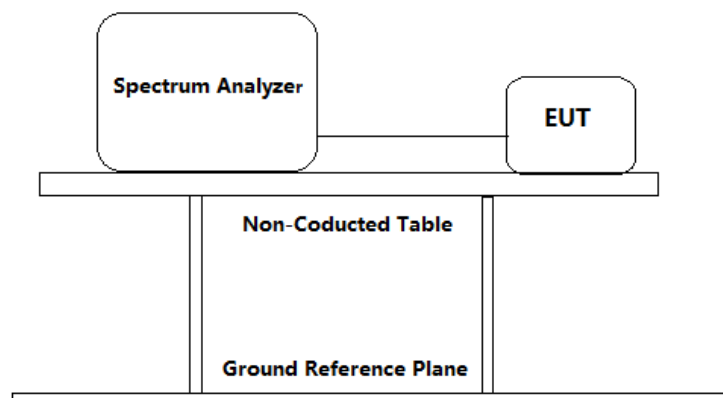 Spectrum Analyzer
EUT
Non-Coducted Table
Ground Reference Plane